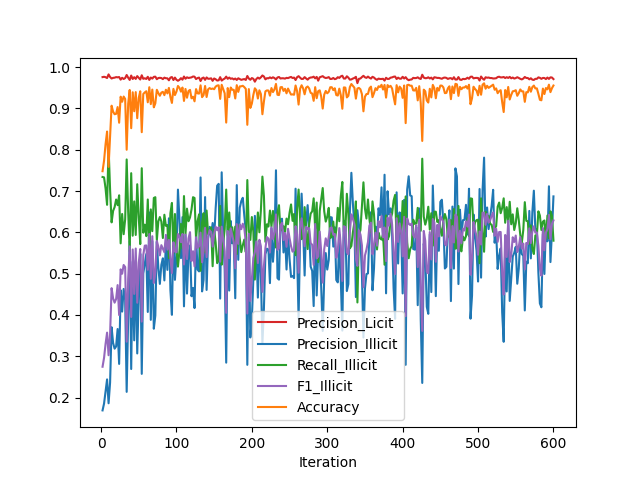 1.0
0.9
0.8
0.7
0.6
0.5
0.4
0.3
0.2
Precision_Licit
Precision_Illicit
Recall_Illicit
F1_Illicit
Accuracy
0 100 200 300 400 500 600
Iteration